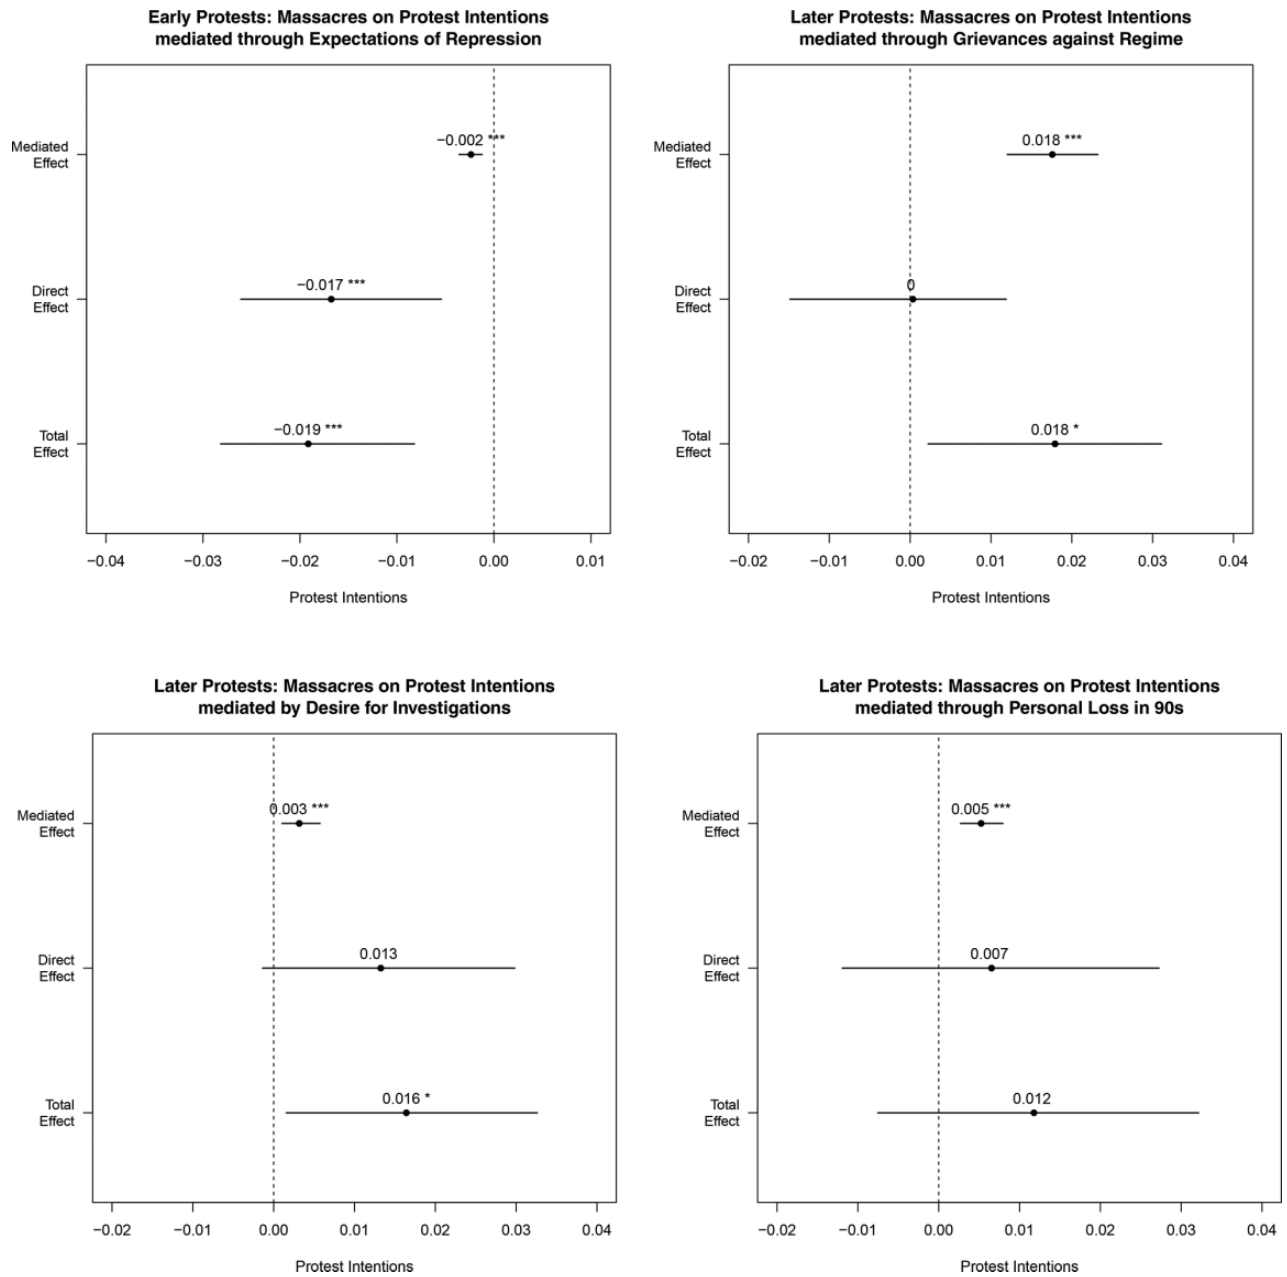 Early Protests: Massacres on Protest Intentions
mediated through Expectations of Repression
Mediated
Effect
−0.002 ***
Direct
Effect
−0.017 ***
Total
Effect
−0.019 ***
−0.04 −0.03 −0.02 −0.01 0.00 0.01
Protest Intentions
Later Protests: Massacres on Protest Intentions
mediated through Grievances against Regime
Mediated
Effect
0.018 ***
Direct
Effect
0
Total
Effect
0.018 *
−0.02 −0.01 0.00 0.01 0.02 0.03 0.04
Protest Intentions
Later Protests: Massacres on Protest Intentions
mediated by Desire for Investigations
Mediated
Effect
0.003 ***
Direct
Effect
0.013
Total
Effect
0.016 *
−0.02 −0.01 0.00 0.01 0.02 0.03 0.04
Protest Intentions
Later Protests: Massacres on Protest Intentions
mediated through Personal Loss in 90s
Mediated
Effect
0.005 ***
Direct
Effect
0.007
Total
Effect
0.012
−0.02 −0.01 0.00 0.01 0.02 0.03 0.04
Protest Intentions